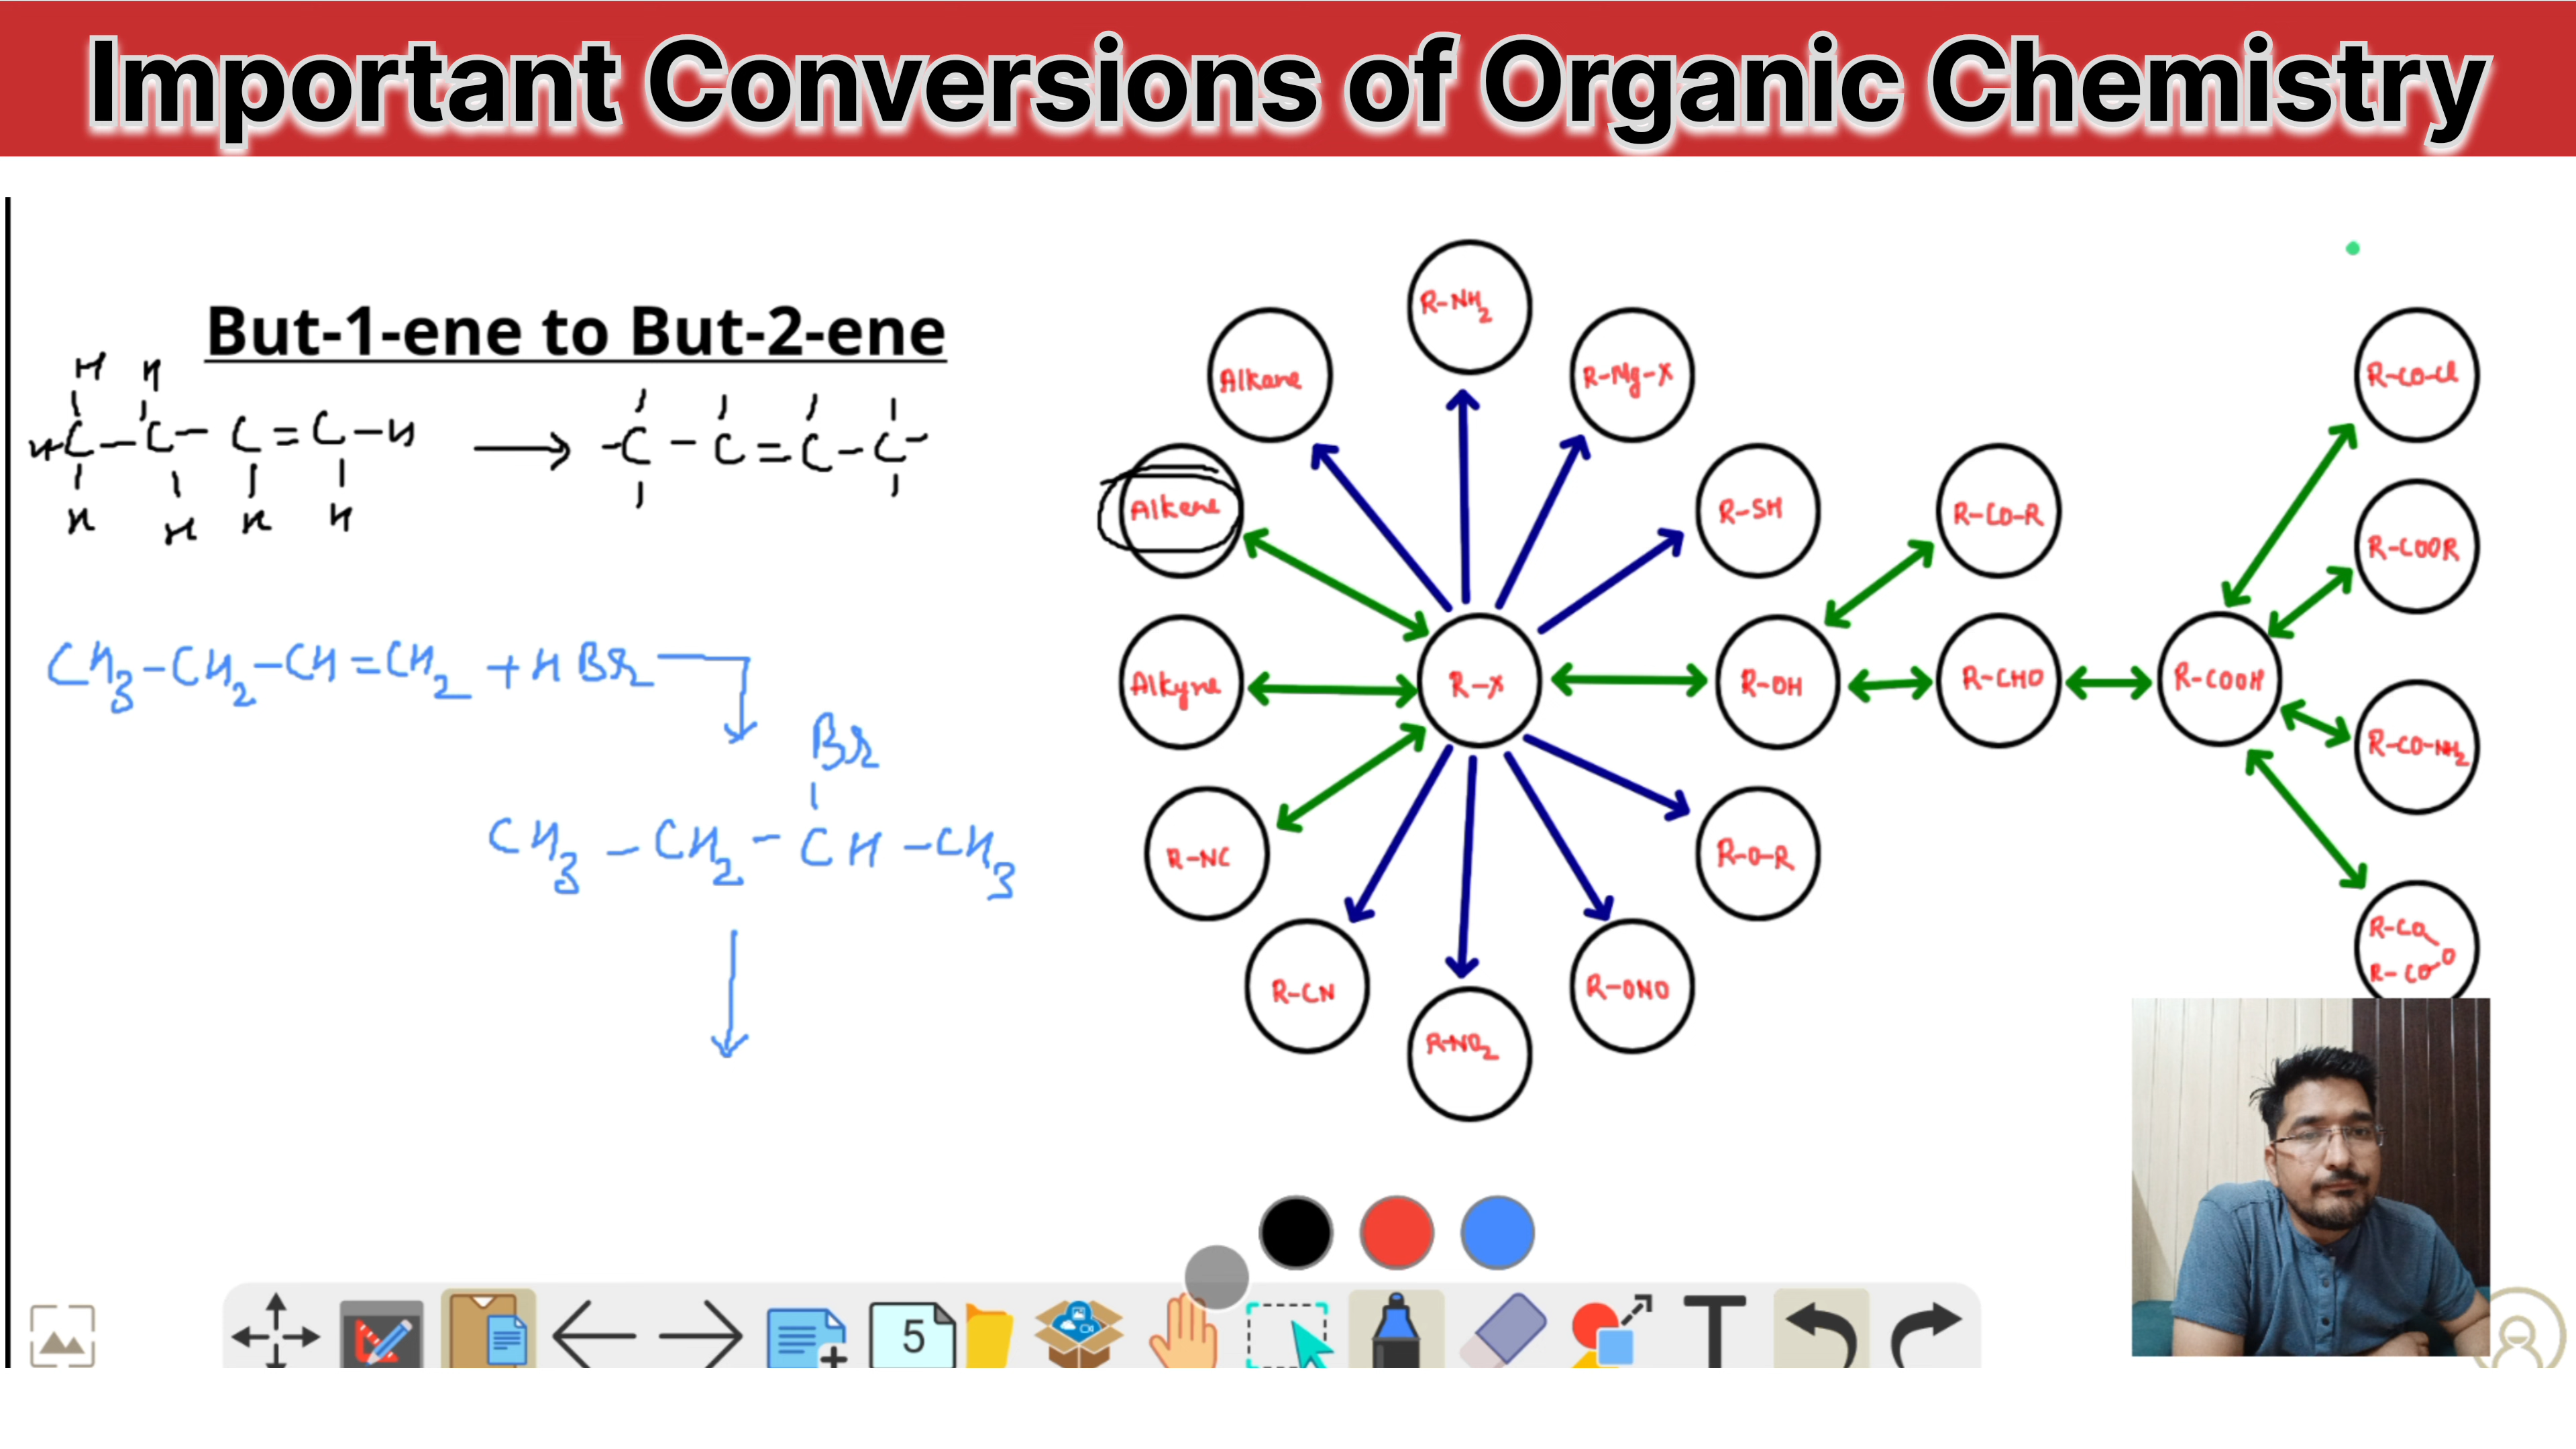 Important Conversions of Organic Chemistry
But-1-ene to But-2-ene
H H
H-C-C-C=C-H → -C-C=C-C-
H H H H
CH3-CH2-CH=CH2 + HBr
Br
CH3-CH2-CH-CH3
R-NH2
Alkane
R-Mg-X
Alkene
R-SH
Alkyne
R-X
R-NC
R-CN
R-NO2
R-ONO
R-O-R
R-OH
R-CO-R
R-CHO
R-COOH
R-CO-Cl
R-COOR
R-CO-NH2
R-CO
O
R-CO
5
T